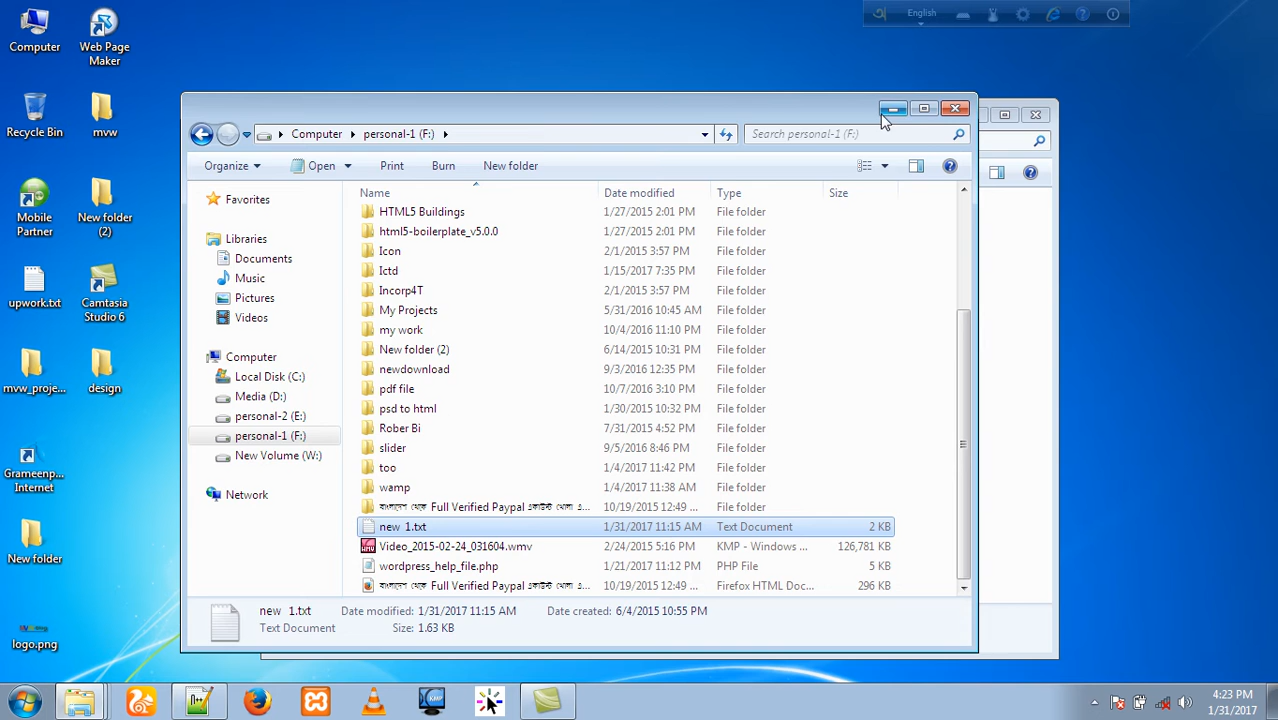 English
Computer
Web Page Maker
Recycle Bin
mvw
Mobile Partner
New folder (2)
upwork.txt
Camtasia Studio 6
mvw_proje...
design
Grameenp... Internet
New folder
logo.png
Computer
personal-1 (F:)
Search personal-1 (F:)
Organize
Open
Print
Burn
New folder
Favorites
Libraries
Documents
Music
Pictures
Videos
Computer
Local Disk (C:)
Media (D:)
personal-2 (E:)
personal-1 (F:)
New Volume (W:)
Network
Name Date modified Type Size
HTML5 Buildings 1/27/2015 2:01 PM File folder
html5-boilerplate_v5.0.0 1/27/2015 2:01 PM File folder
Icon 2/1/2015 3:57 PM File folder
Ictd 1/15/2017 7:35 PM File folder
Incorp4T 2/1/2015 3:57 PM File folder
My Projects 5/31/2016 10:45 AM File folder
my work 10/4/2016 11:10 PM File folder
New folder (2) 6/14/2015 10:31 PM File folder
newdownload 9/3/2016 12:35 PM File folder
pdf file 10/7/2016 3:10 PM File folder
psd to html 1/30/2015 10:32 PM File folder
Rober Bi 7/31/2015 4:52 PM File folder
slider 9/5/2016 8:46 PM File folder
too 1/4/2017 11:42 PM File folder
wamp 1/4/2017 11:38 AM File folder
বাংলাদেশ থেকে Full Verified Paypal একাউন্ট খোলা এ... 10/19/2015 12:49 ... File folder
new 1.txt 1/31/2017 11:15 AM Text Document 2 KB
Video_2015-02-24_031604.wmv 2/24/2015 5:16 PM KMP - Windows ... 126,781 KB
wordpress_help_file.php 1/21/2017 11:12 PM PHP File 5 KB
বাংলাদেশ থেকে Full Verified Paypal একাউন্ট খোলা এ... 10/19/2015 12:49 ... Firefox HTML Doc... 296 KB
new 1.txt Date modified: 1/31/2017 11:15 AM Date created: 6/4/2015 10:55 PM
Text Document Size: 1.63 KB
4:23 PM
1/31/2017